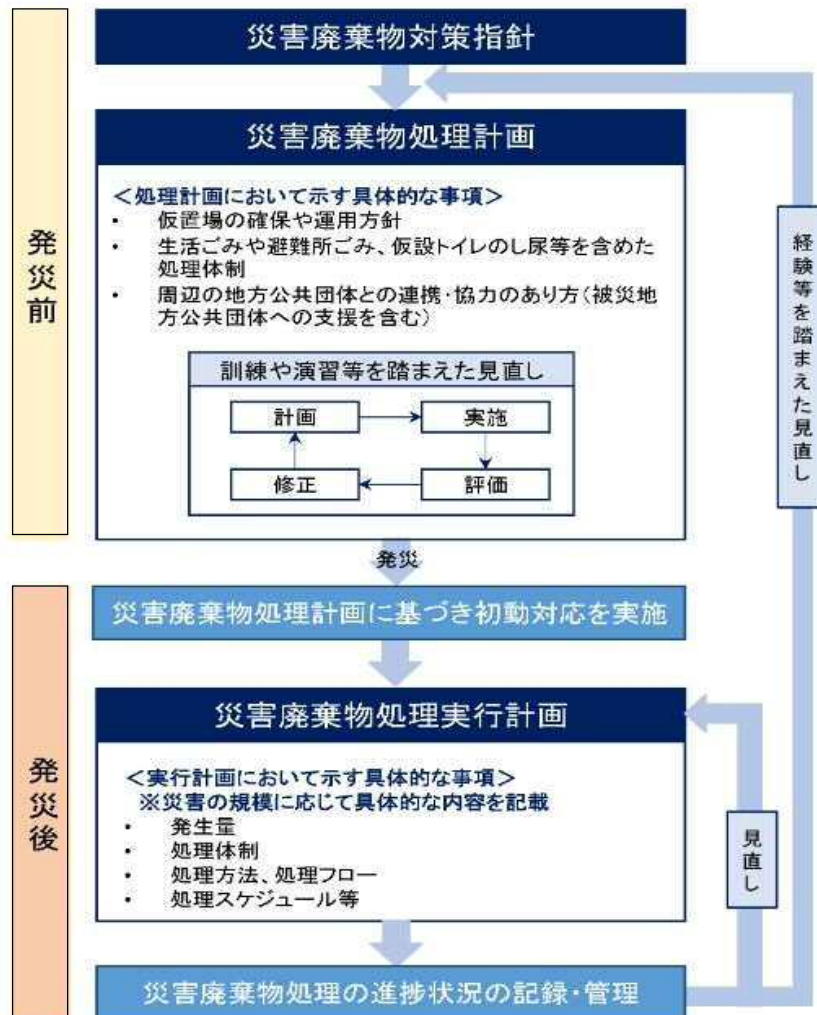 災害廃棄物対策指針
発災前
災害廃棄物処理計画
＜処理計画において示す具体的な事項＞
・ 仮置場の確保や運用方針
・ 生活ごみや避難所ごみ、仮設トイレのし尿等を含めた
処理体制
・ 周辺の地方公共団体との連携・協力のあり方（被災地
方公共団体への支援を含む）
訓練や演習等を踏まえた見直し
計画
実施
修正
評価
経験等を踏まえた見直し
発災
発災後
災害廃棄物処理計画に基づき初動対応を実施
災害廃棄物処理実行計画
＜実行計画において示す具体的な事項＞
※災害の規模に応じて具体的な内容を記載
・ 発生量
・ 処理体制
・ 処理方法、処理フロー
・ 処理スケジュール等
見直し
災害廃棄物処理の進捗状況の記録・管理